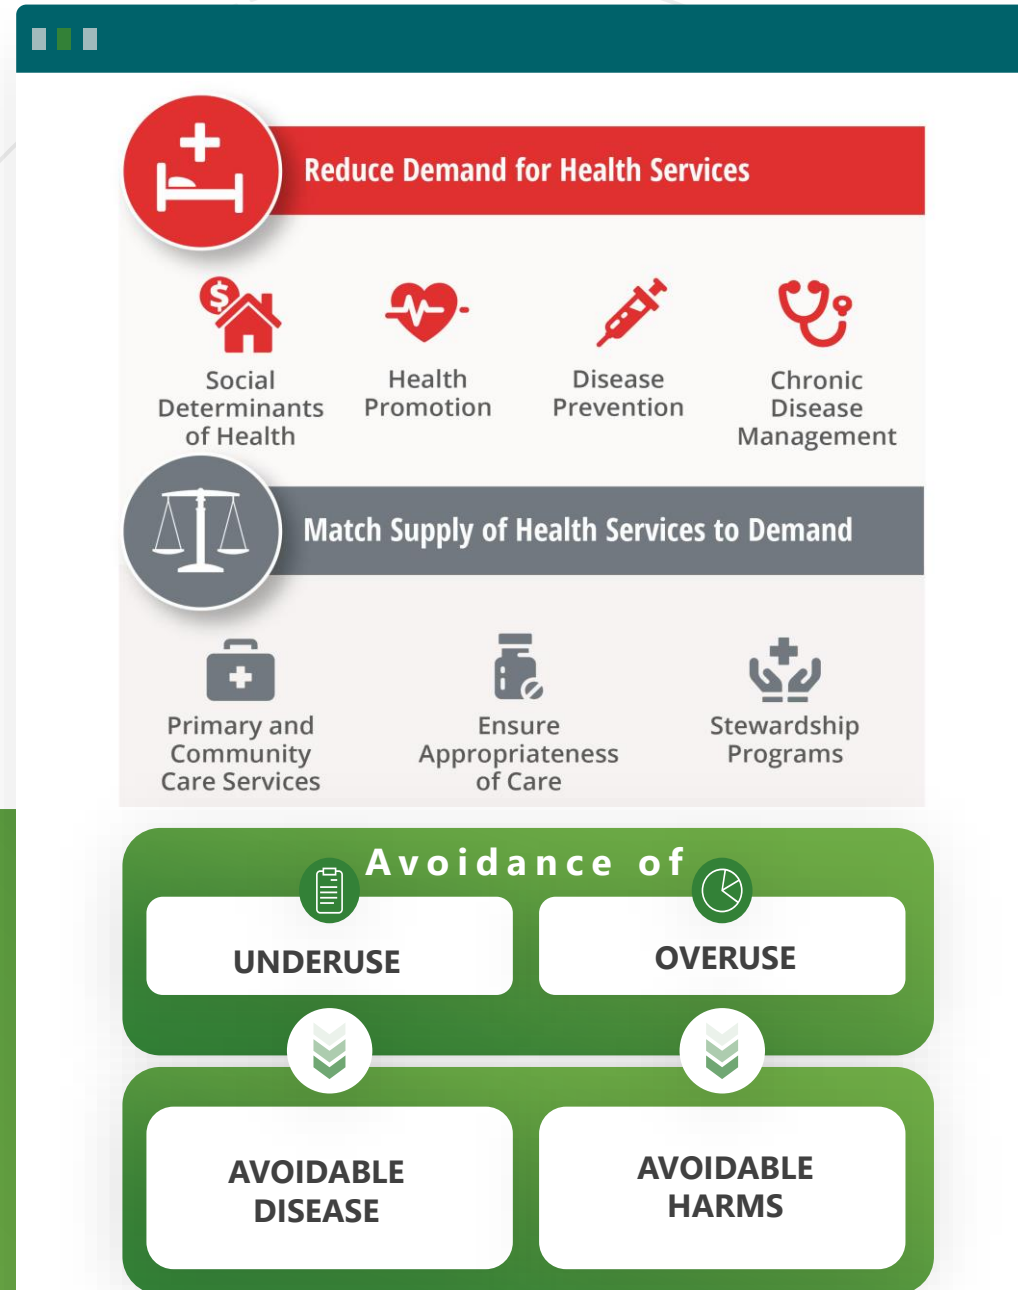 Reduce Demand for Health Services
Social
Determinants
of Health
Health
Promotion
Disease
Prevention
Chronic
Disease
Management
Match Supply of Health Services to Demand
Primary and
Community
Care Services
Ensure
Appropriateness
of Care
Stewardship
Programs
Avoidance of
UNDERUSE
OVERUSE
AVOIDABLE
DISEASE
AVOIDABLE
HARMS